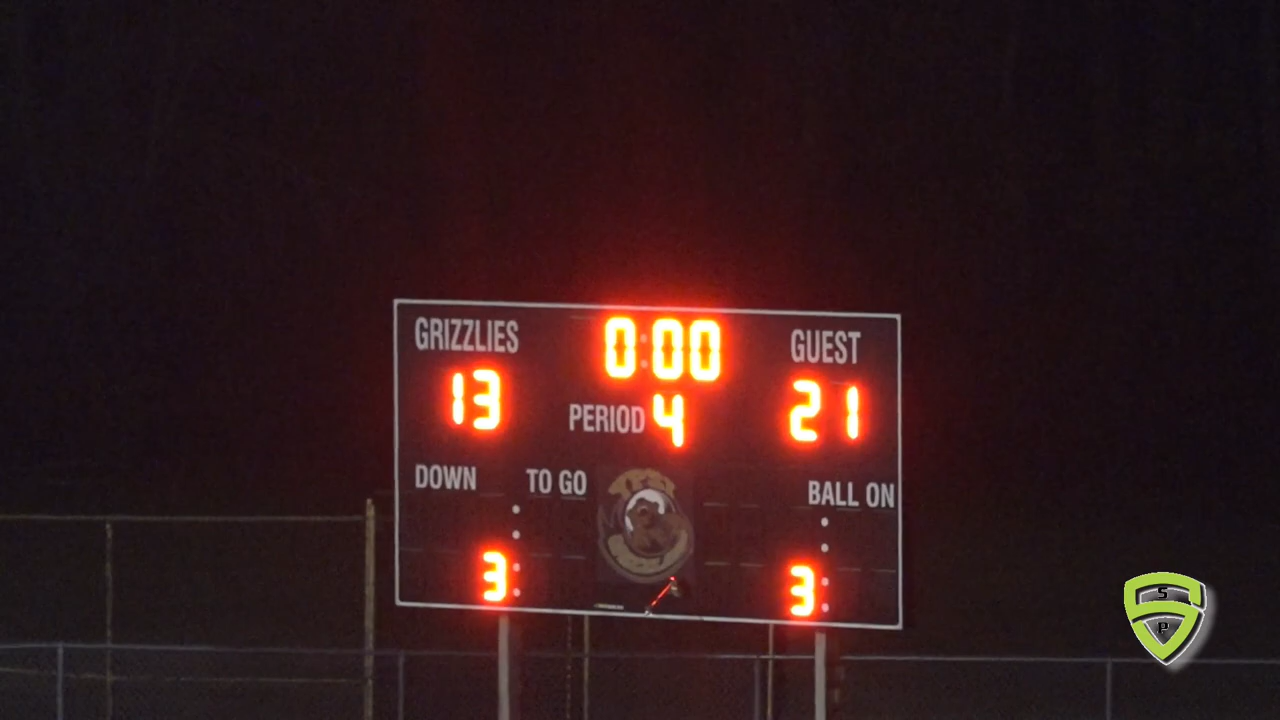 GRIZZLIES 0:00 GUEST
13 PERIOD 4 21
DOWN TO GO BALL ON
3 3
S
P